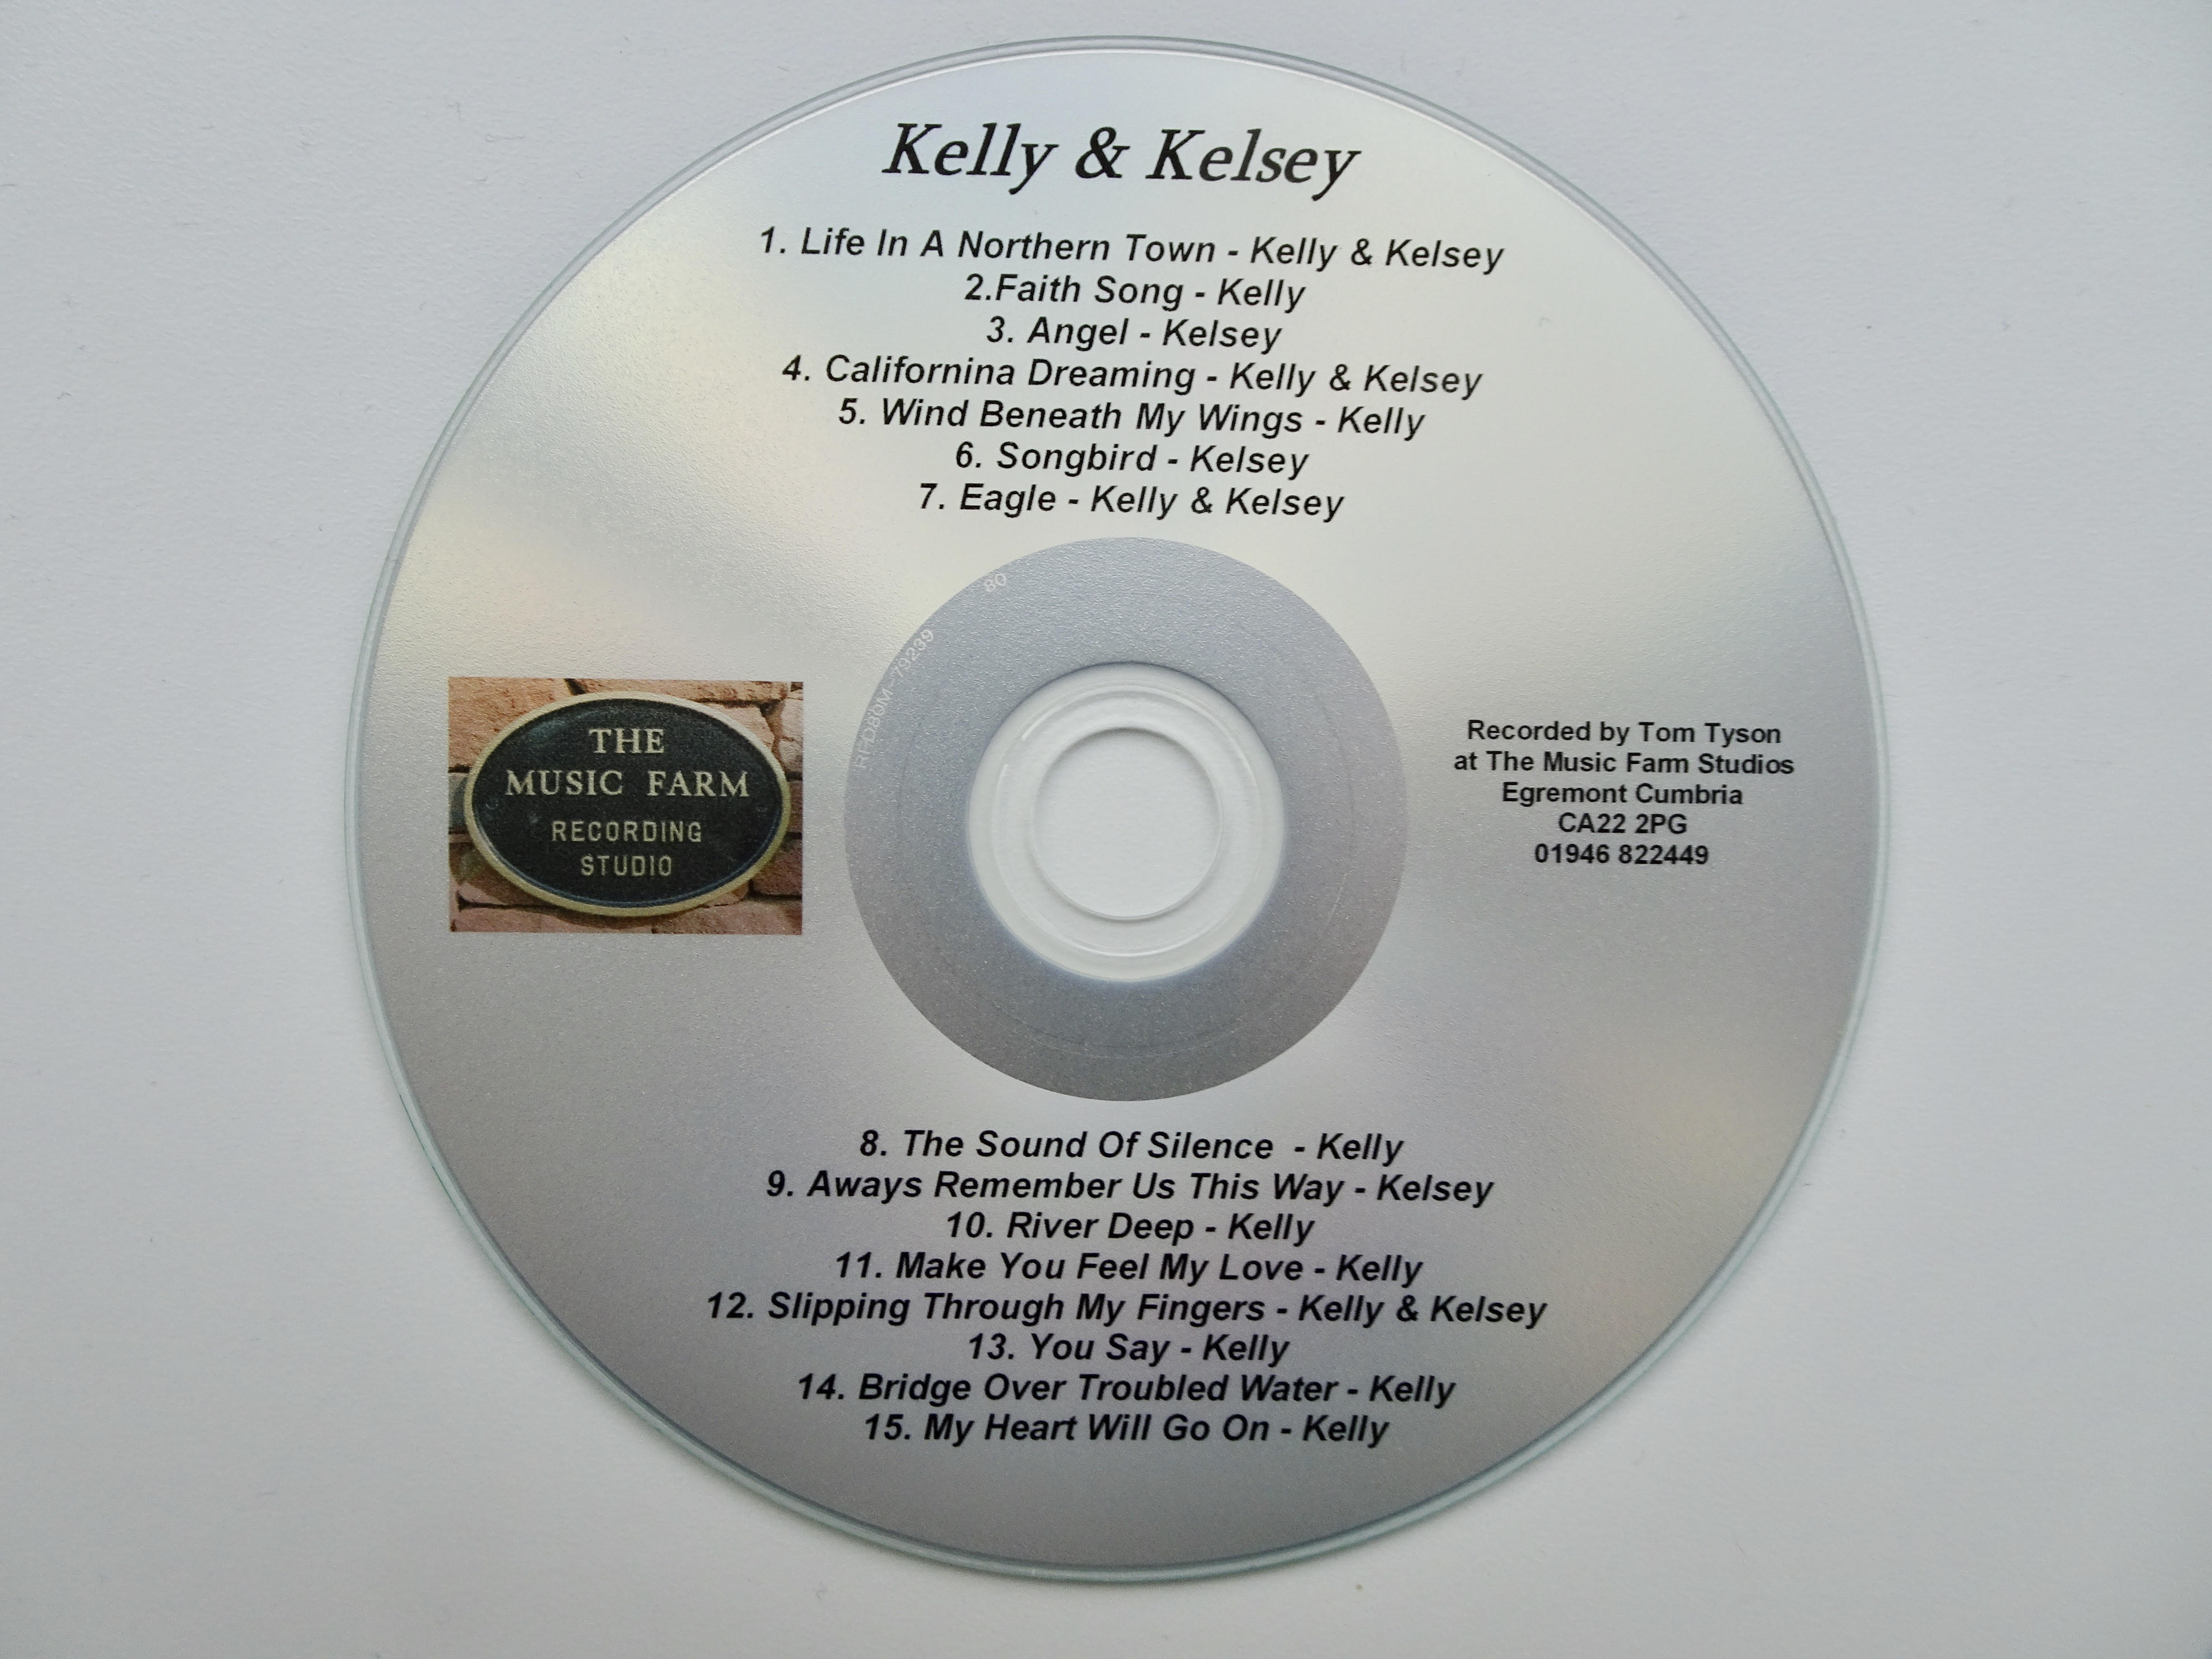 Kelly & Kelsey
1. Life In A Northern Town - Kelly & Kelsey
2.Faith Song - Kelly
3. Angel - Kelsey
4. Californina Dreaming - Kelly & Kelsey
5. Wind Beneath My Wings - Kelly
6. Songbird - Kelsey
7. Eagle - Kelly & Kelsey
80
THE
MUSIC FARM
RECORDING
STUDIO
Recorded by Tom Tyson
at The Music Farm Studios
Egremont Cumbria
CA22 2PG
01946 822449
8. The Sound Of Silence - Kelly
9. Aways Remember Us This Way - Kelsey
10. River Deep - Kelly
11. Make You Feel My Love - Kelly
12. Slipping Through My Fingers - Kelly & Kelsey
13. You Say - Kelly
14. Bridge Over Troubled Water - Kelly
15. My Heart Will Go On - Kelly